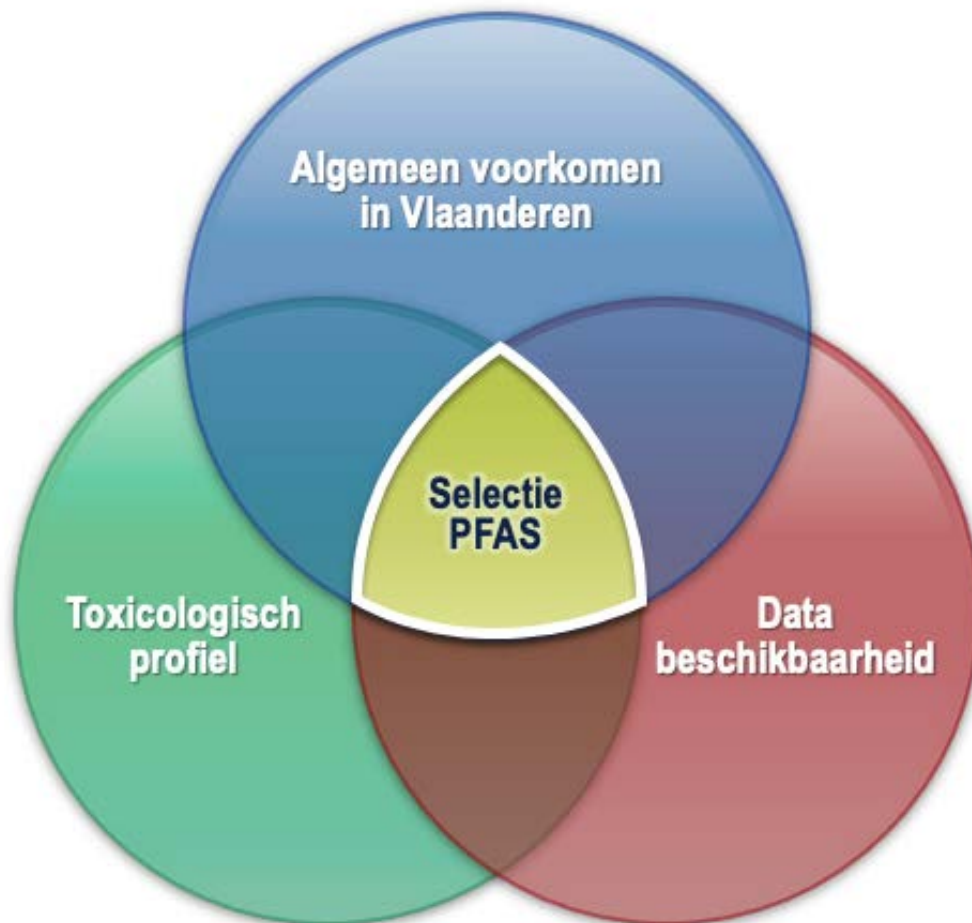 Algemeen voorkomen
in Vlaanderen
Selectie
PFAS
Toxicologisch
profiel
Data
beschikbaarheid